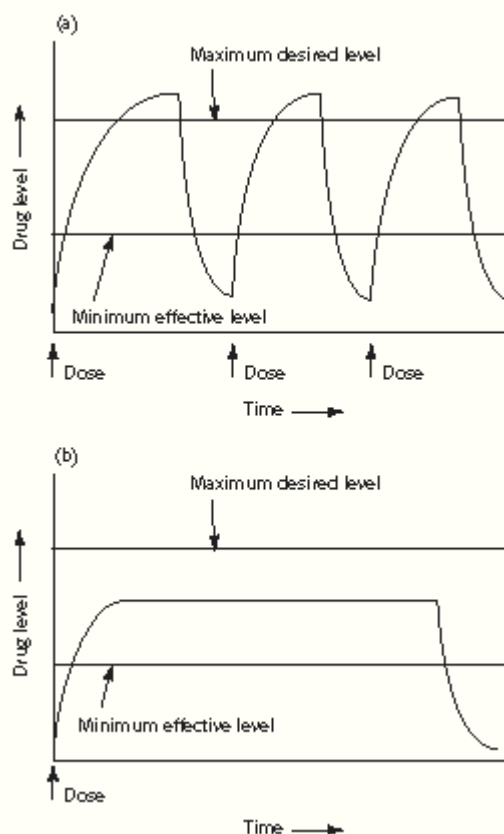 (a)
Maximum desired level
Drug level
Minimum effective level
Dose
Dose
Dose
Time
(b)
Maximum desired level
Drug level
Minimum effective level
Dose
Time